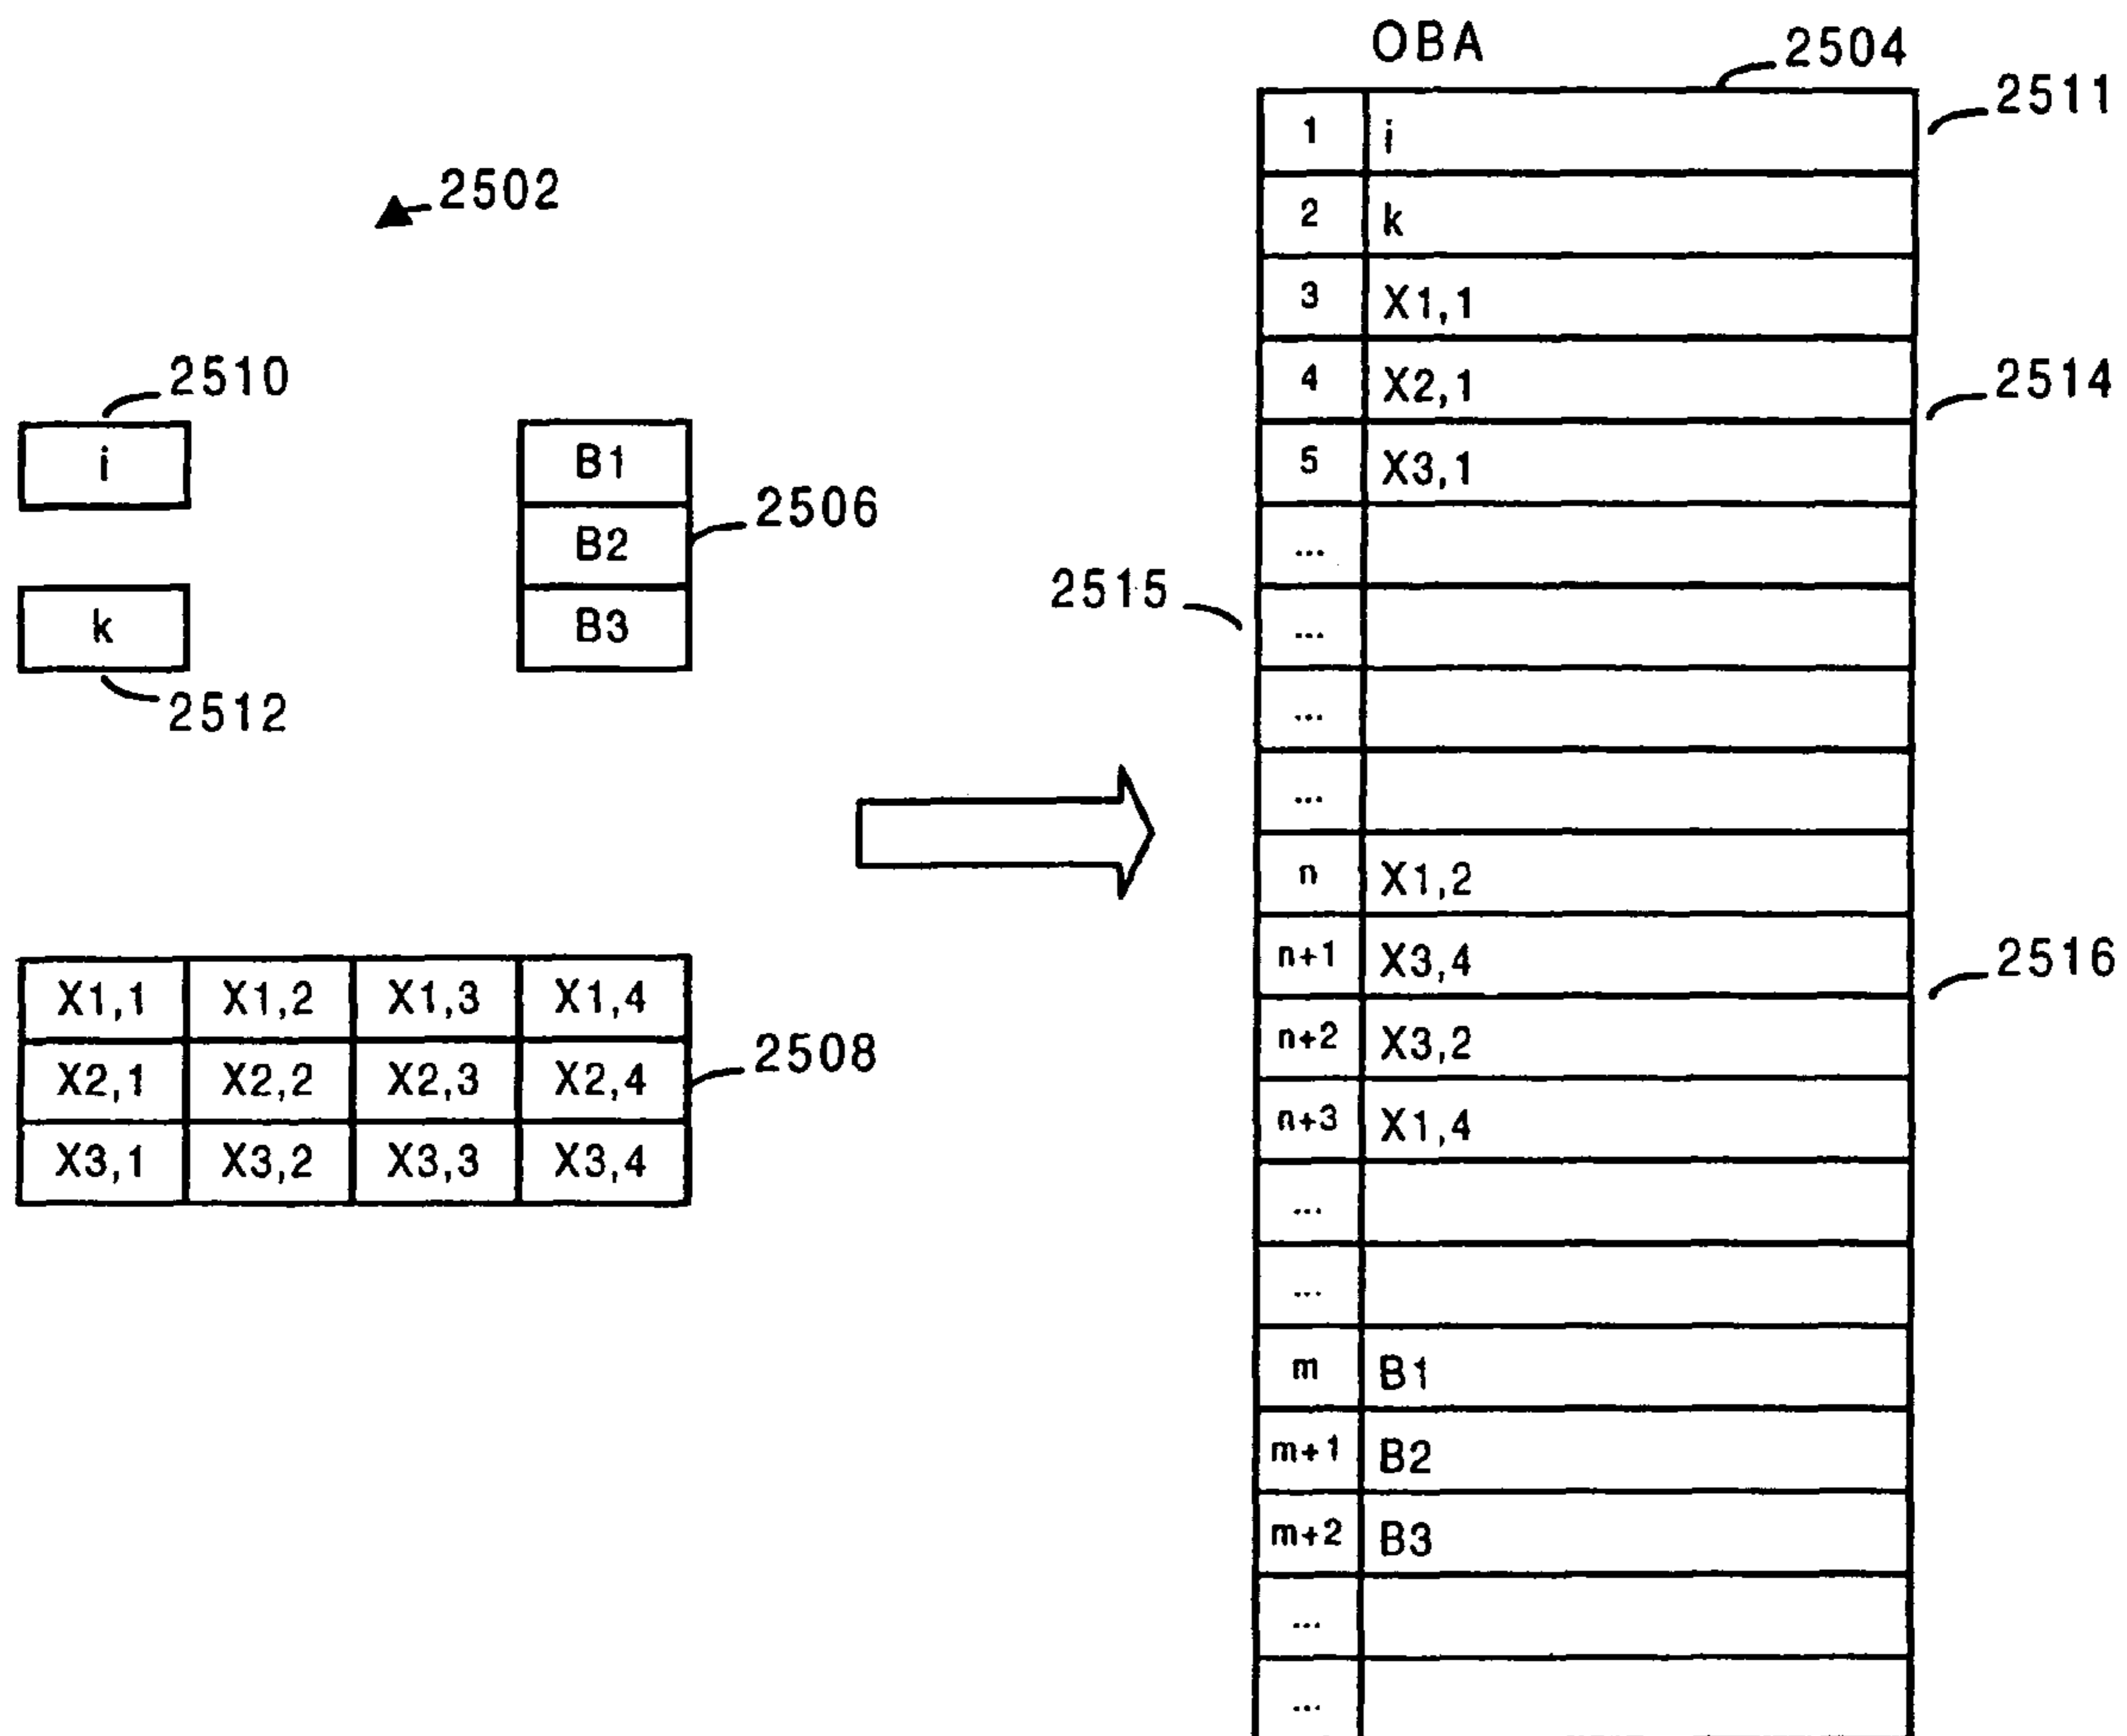 OBA
2504
2511
2502
2510
i
B1
B2
B3
2506
k
2512
X1,1 X1,2 X1,3 X1,4
X2,1 X2,2 X2,3 X2,4
X3,1 X3,2 X3,3 X3,4
2508
1 i
2 k
3 X1,1
4 X2,1
2514
5 X3,1
...
2515
...
...
...
n X1,2
n+1 X3,4
2516
n+2 X3,2
n+3 X1,4
...
...
m B1
m+1 B2
m+2 B3
...
...